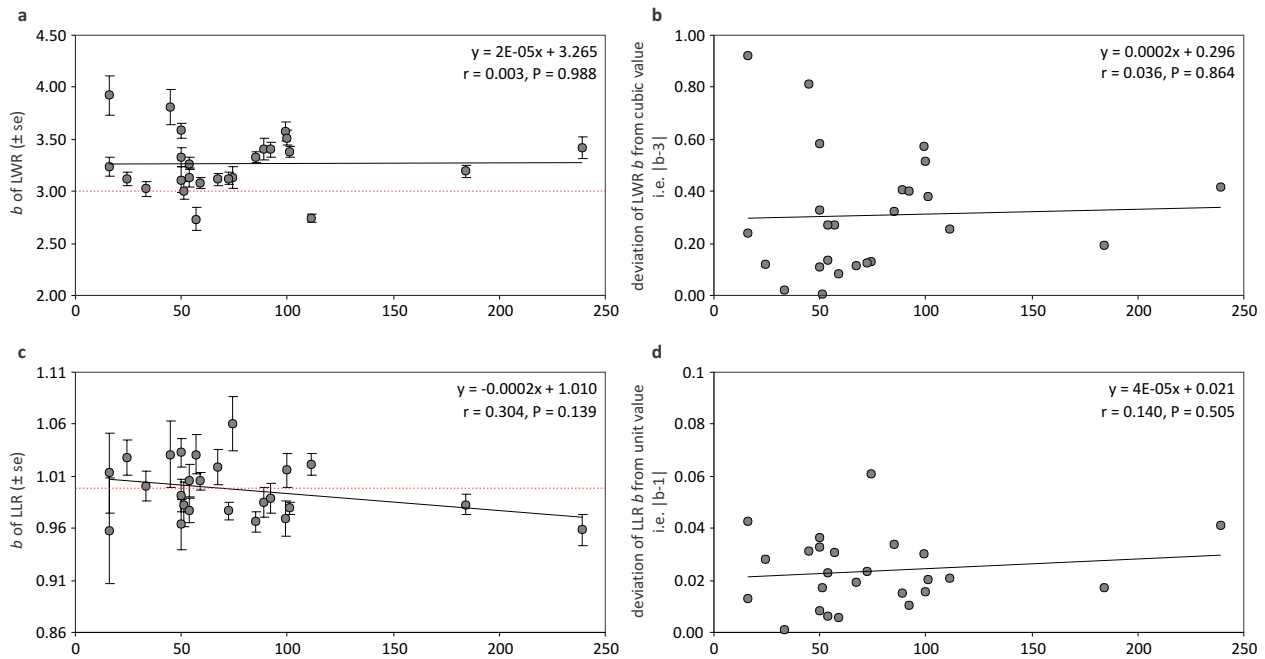 a
4.50
4.00
3.50
3.00
2.50
2.00
b of LWR (± se)
y = 2E-05x + 3.265
r = 0.003, P = 0.988
0 50 100 150 200 250
b
1.00
0.80
0.60
0.40
0.20
0.00
deviation of LWR b from cubic value
i.e. |b-3|
y = 0.0002x + 0.296
r = 0.036, P = 0.864
0 50 100 150 200 250
c
1.11
1.06
1.01
0.96
0.91
0.86
b of LLR (± se)
y = -0.0002x + 1.010
r = 0.304, P = 0.139
0 50 100 150 200 250
d
0.1
0.08
0.06
0.04
0.02
0.00
deviation of LLR b from unit value
i.e. |b-1|
y = 4E-05x + 0.021
r = 0.140, P = 0.505
0 50 100 150 200 250